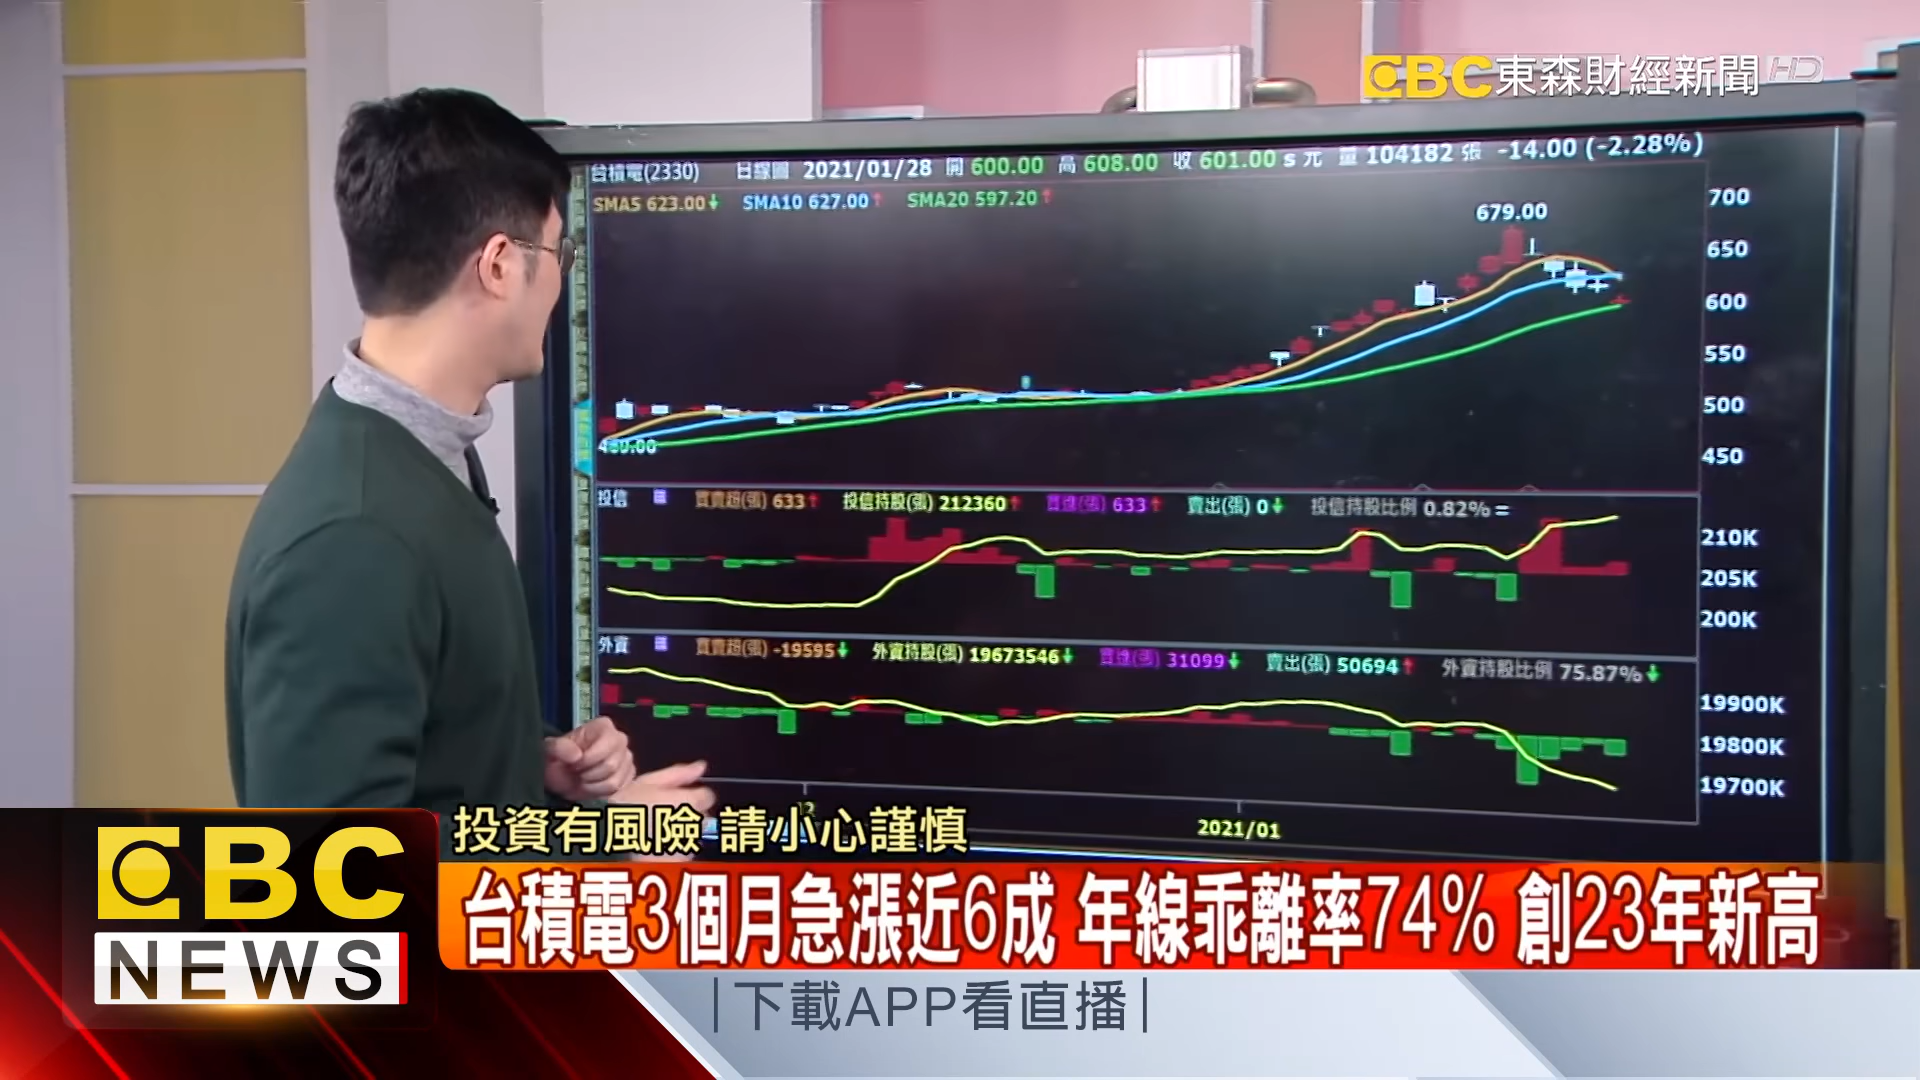 EBC東森財經新聞HD
台積電(2330) 日線圖 2021/01/28 開 600.00 高 608.00 收 601.00 s 元 量 104182 張 -14.00 (-2.28%)
SMA5 623.00↓ SMA10 627.00↑ SMA20 597.20↑
679.00
700
650
600
550
500
450
投信 買賣超(張) 633↑ 投信持股(張) 212360↑ 買進(張) 633↑ 賣出(張) 0↓ 投信持股比例 0.82% =
210K
205K
200K
外資 買賣超(張) -19595↓ 外資持股(張) 19673546↓ 買進(張) 31099↓ 賣出(張) 50694↑ 外資持股比例 75.87%↓
19900K
19800K
19700K
12
2021/01
投資有風險 請小心謹慎
EBC
NEWS
台積電3個月急漲近6成 年線乖離率74% 創23年新高
|下載APP看直播|